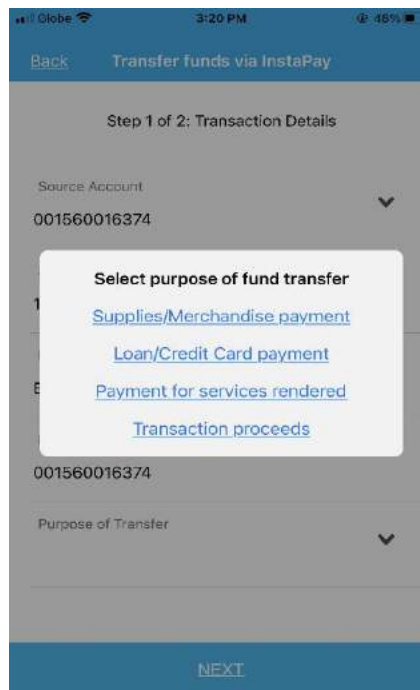 Globe 3:20 PM 46%
Back Transfer funds via InstaPay
Step 1 of 2: Transaction Details
Source Account
001560016374
Select purpose of fund transfer
1
Supplies/Merchandise payment
Loan/Credit Card payment
Payment for services rendered
Transaction proceeds
001560016374
Purpose of Transfer
NEXT